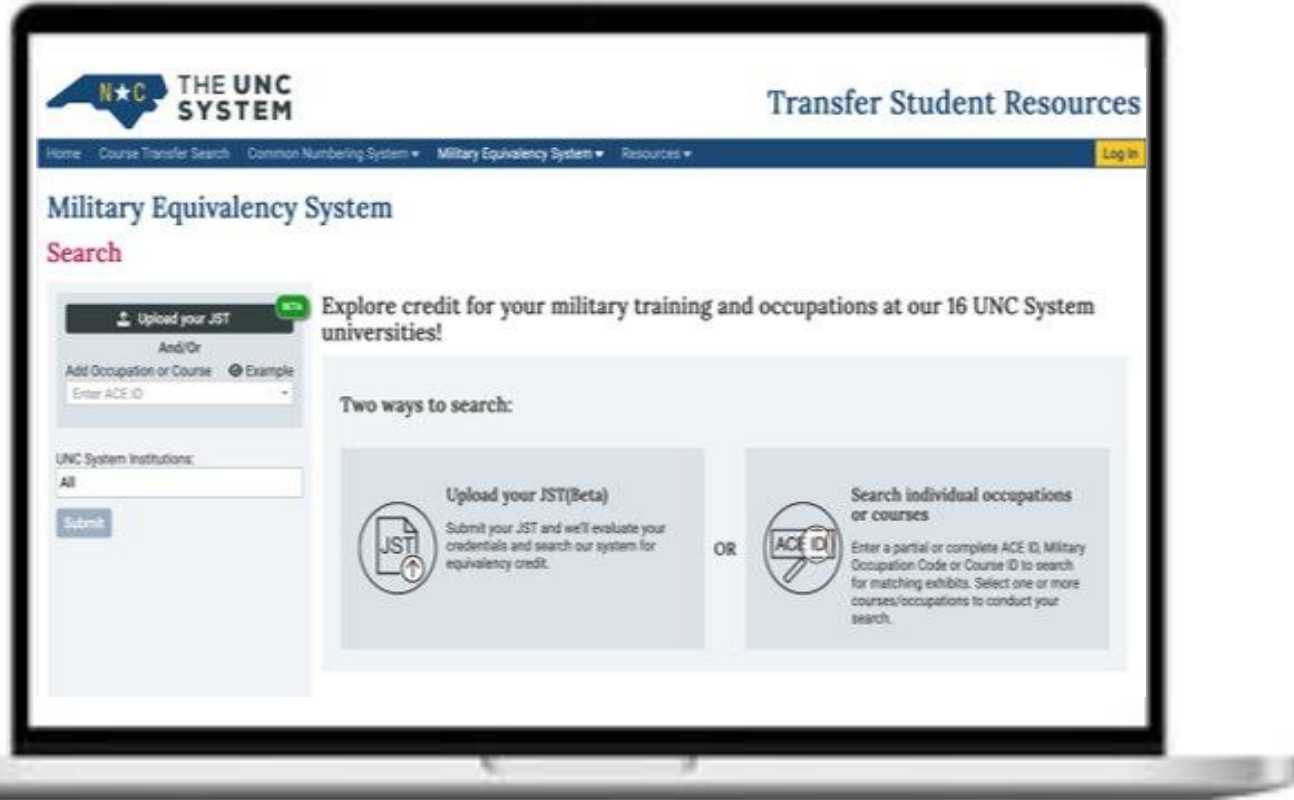 N★C THE UNC
SYSTEM
Transfer Student Resources
Home Course Transfer Search Common Numbering System Military Equivalency System Resources Log In
Military Equivalency System
Search
Upload your JST BETA
And/Or
Add Occupation or Course Example
Enter ACE ID
UNC System Institutions:
All
Submit
Explore credit for your military training and occupations at our 16 UNC System
universities!
Two ways to search:
JST
Upload your JST(Beta)
Submit your JST and we'll evaluate your
credentials and search our system for
equivalency credit.
OR
ACE ID
Search individual occupations
or courses
Enter a partial or complete ACE ID, Military
Occupation Code or Course ID to search
for matching exhibits. Select one or more
courses/occupations to conduct your
search.